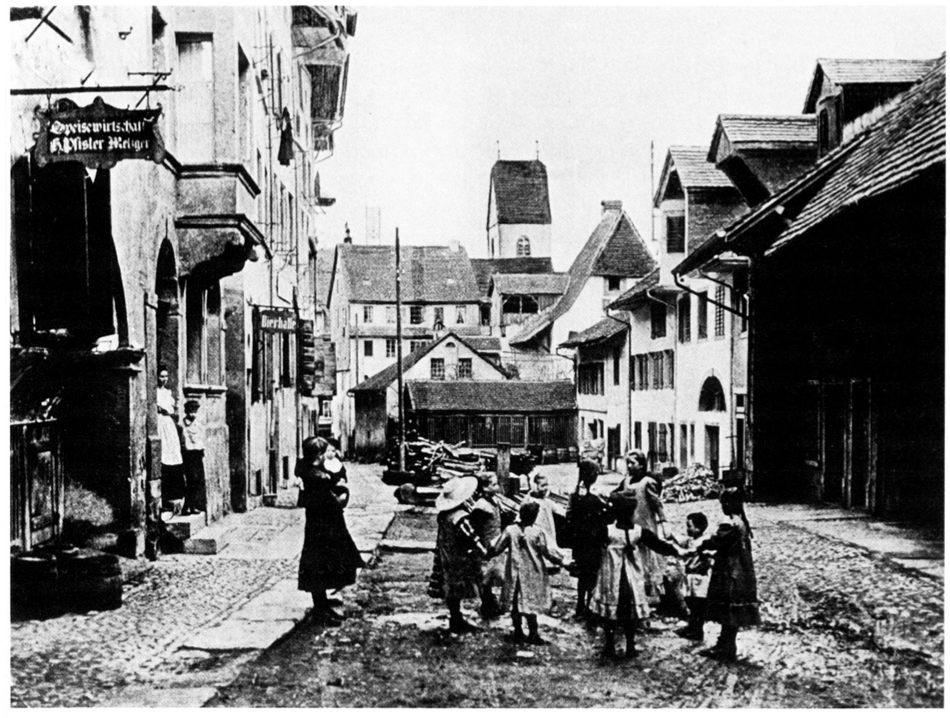 Speisewirtschaft
H. Pfister Metzger
Bierhalle